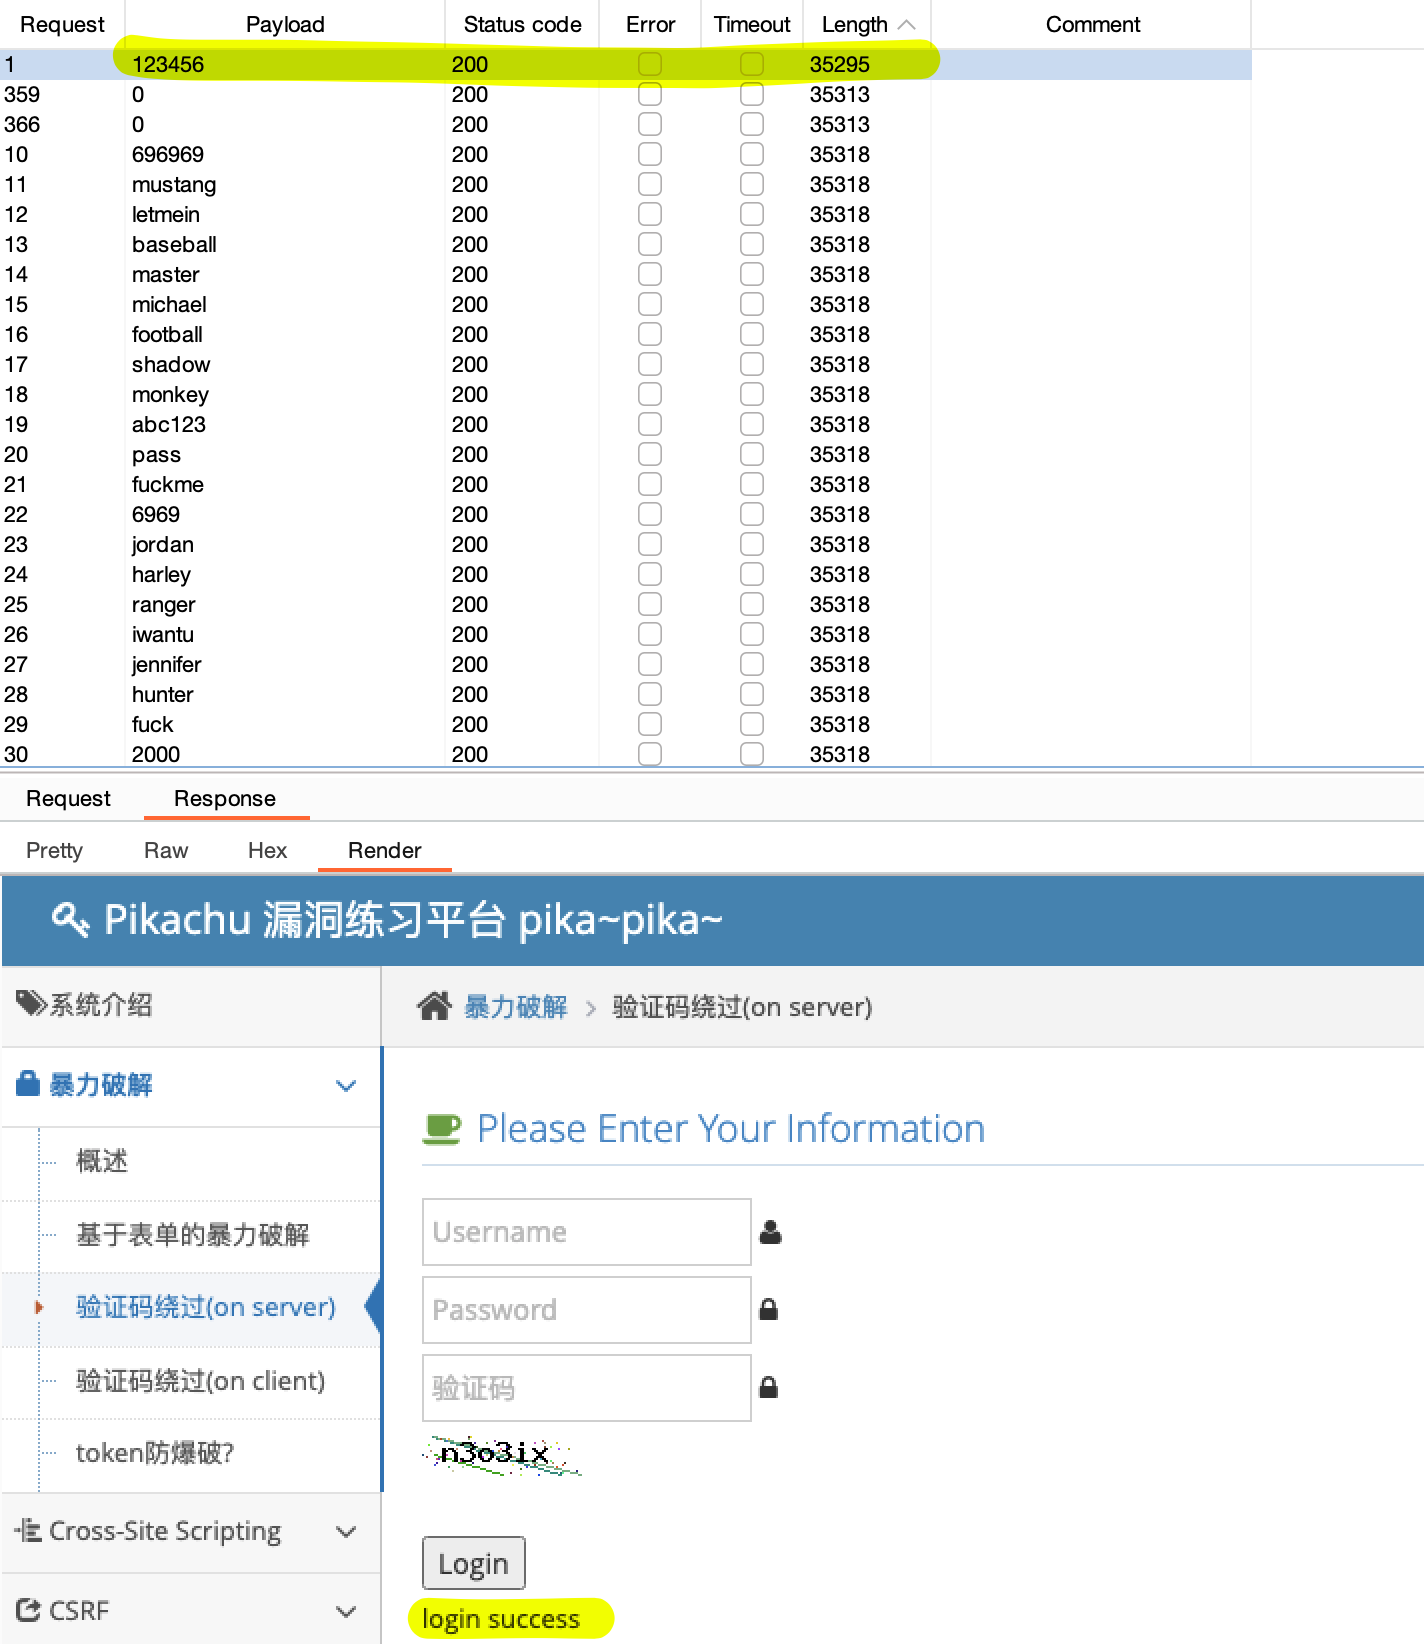 Request Payload Status code Error Timeout Length Comment
1 123456 200 35295
359 0 200 35313
366 0 200 35313
10 696969 200 35318
11 mustang 200 35318
12 letmein 200 35318
13 baseball 200 35318
14 master 200 35318
15 michael 200 35318
16 football 200 35318
17 shadow 200 35318
18 monkey 200 35318
19 abc123 200 35318
20 pass 200 35318
21 fuckme 200 35318
22 6969 200 35318
23 jordan 200 35318
24 harley 200 35318
25 ranger 200 35318
26 iwantu 200 35318
27 jennifer 200 35318
28 hunter 200 35318
29 fuck 200 35318
30 2000 200 35318
Request Response
Pretty Raw Hex Render
Pikachu 漏洞练习平台 pika~pika~
系统介绍
暴力破解 > 验证码绕过(on server)
暴力破解
概述
基于表单的暴力破解
验证码绕过(on server)
验证码绕过(on client)
token防爆破?
Cross-Site Scripting
CSRF
Please Enter Your Information
Username
Password
验证码
n3o3ix
Login
login success